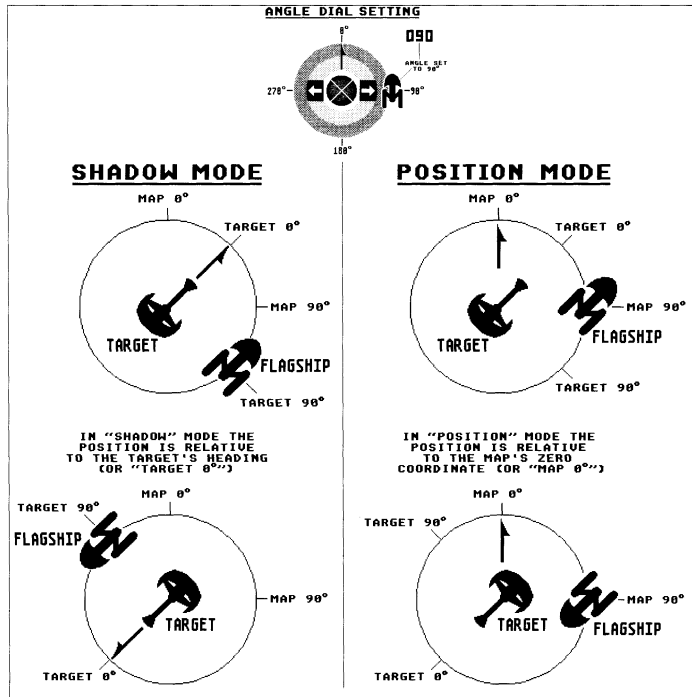 ANGLE DIAL SETTING
0°
090
ANGLE SET
TO 90°
270°
90°
180°
SHADOW MODE
MAP 0°
TARGET 0°
MAP 90°
TARGET
FLAGSHIP
TARGET 90°
IN "SHADOW" MODE THE
POSITION IS RELATIVE
TO THE TARGET'S HEADING
(OR "TARGET 0°")
MAP 0°
TARGET 90°
FLAGSHIP
MAP 90°
TARGET
TARGET 0°
POSITION MODE
MAP 0°
TARGET 0°
MAP 90°
TARGET
FLAGSHIP
TARGET 90°
IN "POSITION" MODE THE
POSITION IS RELATIVE
TO THE MAP'S ZERO
COORDINATE (OR "MAP 0°")
MAP 0°
TARGET 90°
MAP 90°
TARGET
FLAGSHIP
TARGET 0°